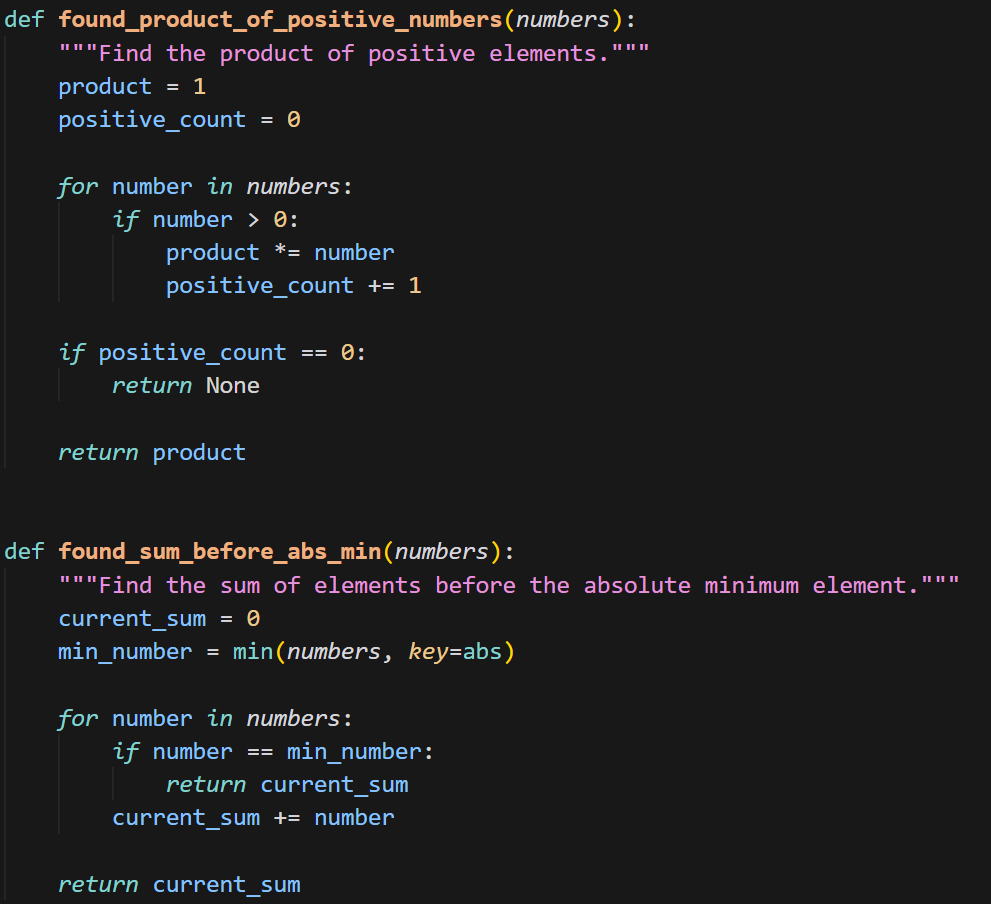 def found_product_of_positive_numbers(numbers):
    """Find the product of positive elements."""
    product = 1
    positive_count = 0

    for number in numbers:
        if number > 0:
            product *= number
            positive_count += 1

    if positive_count == 0:
        return None

    return product


def found_sum_before_abs_min(numbers):
    """Find the sum of elements before the absolute minimum element."""
    current_sum = 0
    min_number = min(numbers, key=abs)

    for number in numbers:
        if number == min_number:
            return current_sum
        current_sum += number

    return current_sum